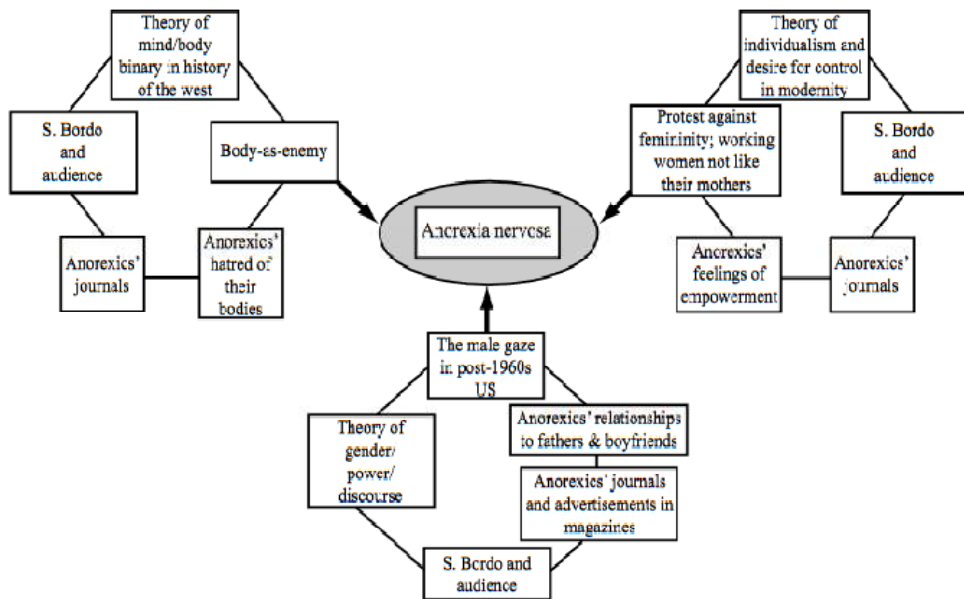 Theory of
mind/body
binary in history
of the west
S. Bordo
and
audience
Body-as-enemy
Anorexics'
journals
Anorexics'
hatred of
their
bodies
Theory of
individualism and
desire for control
in modernity
Protest against
femininity; working
women not like
their mothers
S. Bordo
and
audience
Anorexics'
feelings of
empowerment
Anorexics'
journals
Anorexia nervosa
The male gaze
in post-1960s
US
Theory of
gender/
power/
discourse
Anorexics' relationships
to fathers & boyfriends
Anorexics' journals
and advertisements in
magazines
S. Bordo and
audience